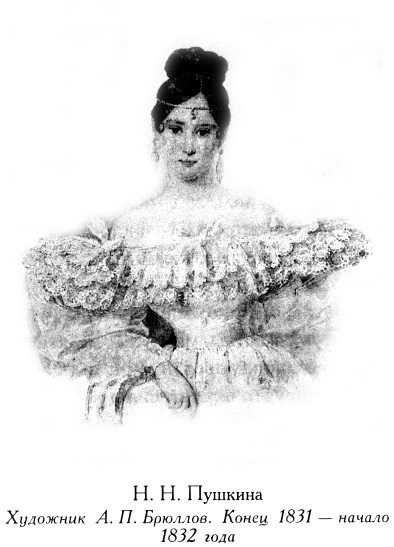 Н. Н. Пушкина
Художник А. П. Брюллов. Конец 1831 — начало
1832 года